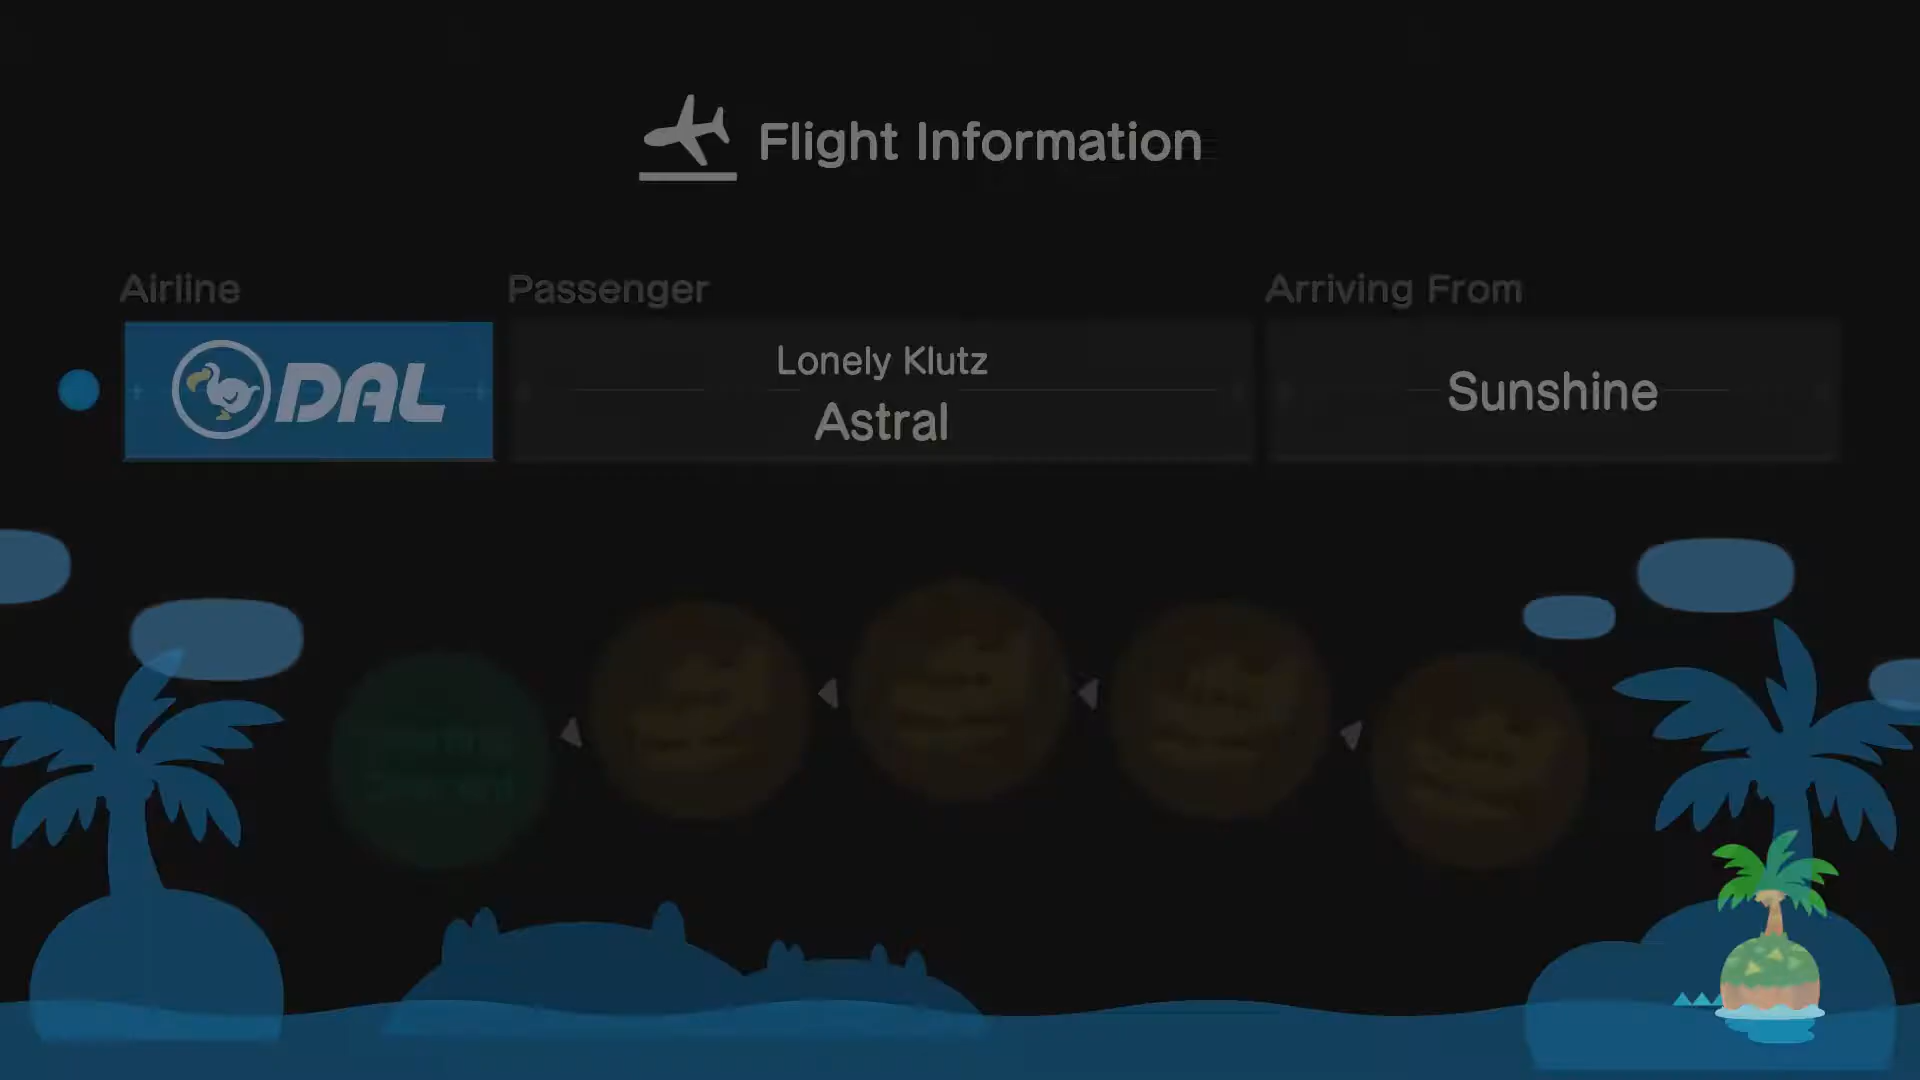 Flight Information
Airline
Passenger
Arriving From
DAL
Lonely Klutz
Astral
Sunshine